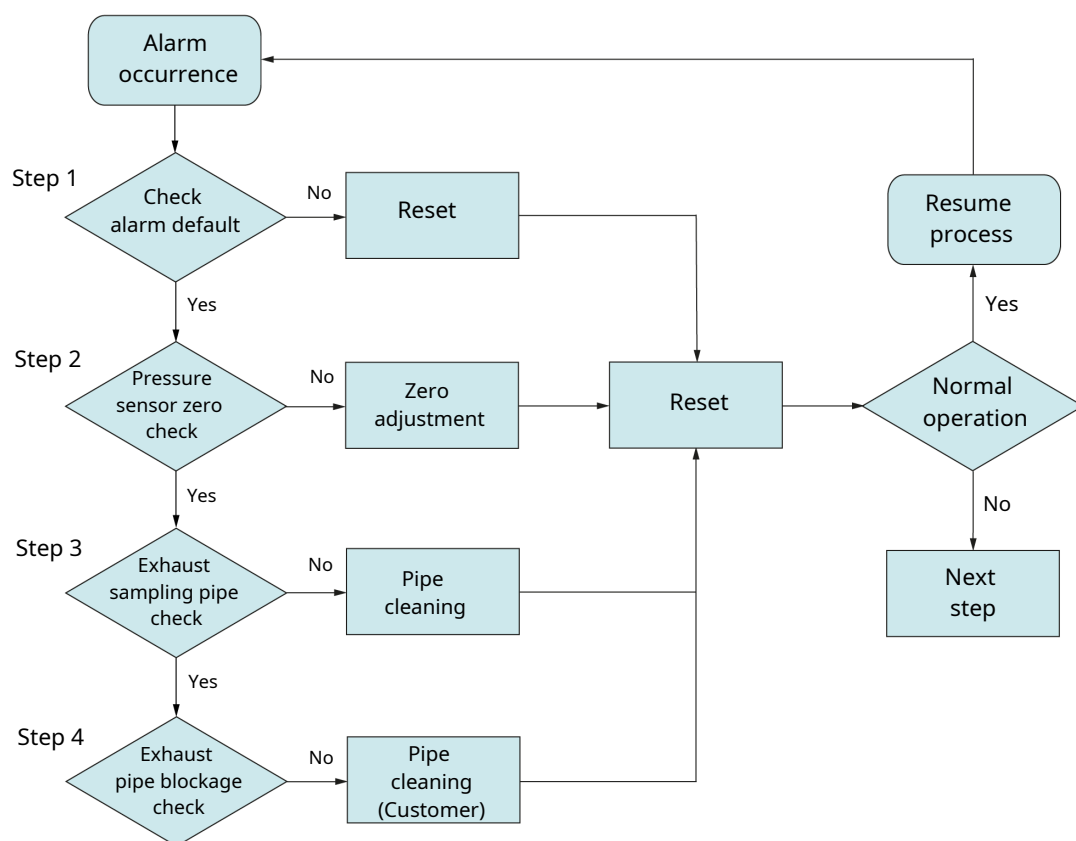 Alarm
occurrence
Step 1
Check
alarm default
No
Reset
Yes
Step 2
Pressure
sensor zero
check
No
Zero
adjustment
Reset
Normal
operation
Yes
Resume
process
No
Next
step
Yes
Step 3
Exhaust
sampling pipe
check
No
Pipe
cleaning
Yes
Step 4
Exhaust
pipe blockage
check
No
Pipe
cleaning
(Customer)